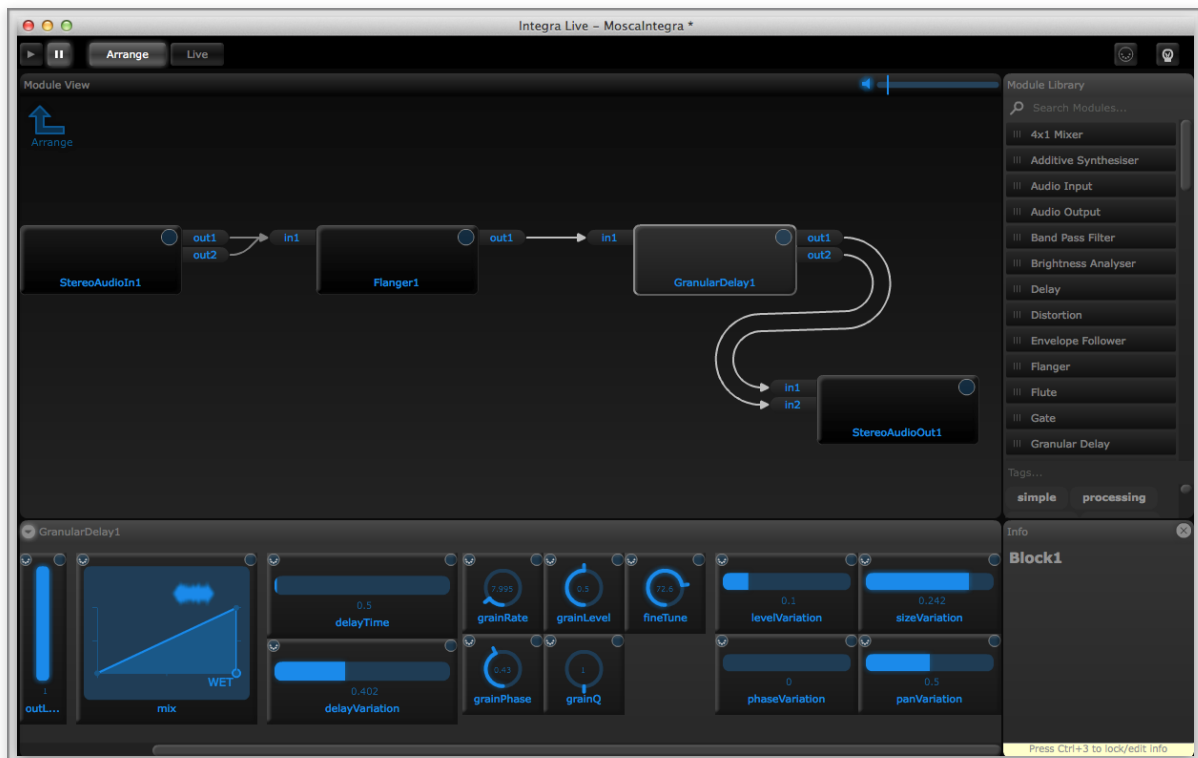 Integra Live – MoscaIntegra *
Arrange Live
Module View
Arrange
StereoAudioIn1
out1
out2
in1
Flanger1
out1
in1
GranularDelay1
out1
out2
in1
in2
StereoAudioOut1
Module Library
Search Modules...
4x1 Mixer
Additive Synthesiser
Audio Input
Audio Output
Band Pass Filter
Brightness Analyser
Delay
Distortion
Envelope Follower
Flanger
Flute
Gate
Granular Delay
Tags...
simple processing
GranularDelay1
1
outL...
WET
mix
0.5
delayTime
0.402
delayVariation
7.995
grainRate
0.5
grainLevel
72.6
fineTune
0.43
grainPhase
1
grainQ
0.1
levelVariation
0.242
sizeVariation
0
phaseVariation
0.5
panVariation
Info
Block1
Press Ctrl+3 to lock/edit info